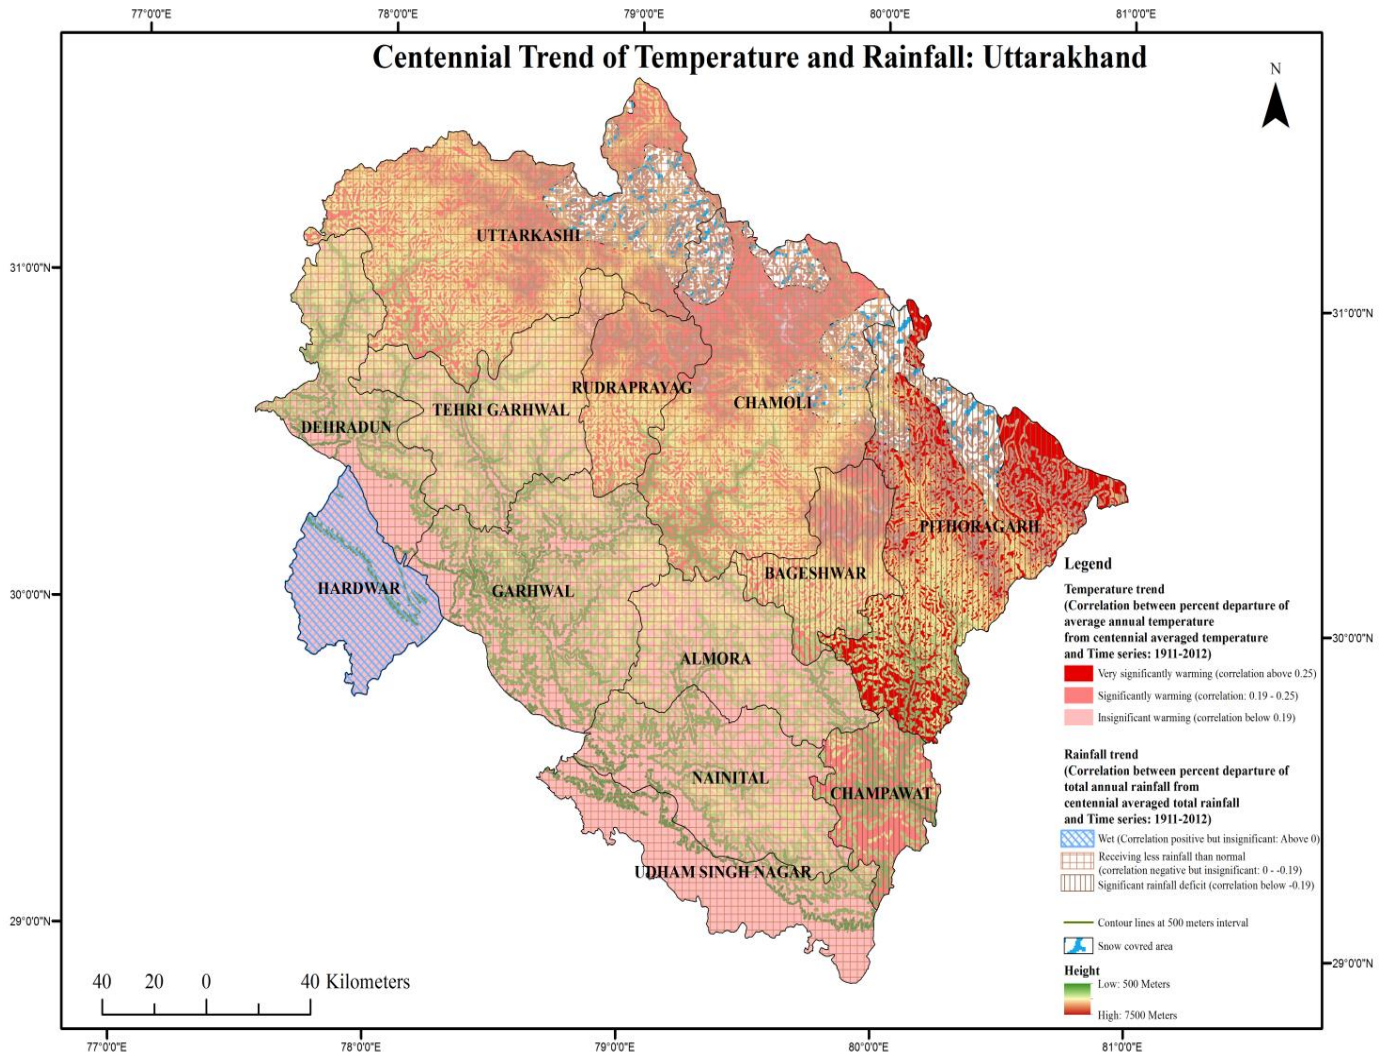 77°0'0"E 78°0'0"E 79°0'0"E 80°0'0"E 81°0'0"E
Centennial Trend of Temperature and Rainfall: Uttarakhand
N
UTTARKASHI
31°0'0"N
31°0'0"N
RUDRAPRAYAG
CHAMOLI
TEHRI GARHWAL
DEHRADUN
PITHORAGARH
BAGESHWAR
HARDWAR
GARHWAL
30°0'0"N
30°0'0"N
ALMORA
NAINITAL
CHAMPAWAT
UDHAM SINGH NAGAR
29°0'0"N
29°0'0"N
Legend
Temperature trend
(Correlation between percent departure of
average annual temperature
from centennial averaged temperature
and Time series: 1911-2012)
Very significantly warming (correlation above 0.25)
Significantly warming (correlation: 0.19 - 0.25)
Insignificant warming (correlation below 0.19)
Rainfall trend
(Correlation between percent departure of
total annual rainfall from
centennial averaged total rainfall
and Time series: 1911-2012)
Wet (Correlation positive but insignificant: Above 0)
Receiving less rainfall than normal
(correlation negative but insignificant: 0 - -0.19)
Significant rainfall deficit (correlation below -0.19)
Contour lines at 500 meters interval
Snow covred area
Height
Low: 500 Meters
High: 7500 Meters
40 20 0 40 Kilometers
77°0'0"E 78°0'0"E 79°0'0"E 80°0'0"E 81°0'0"E